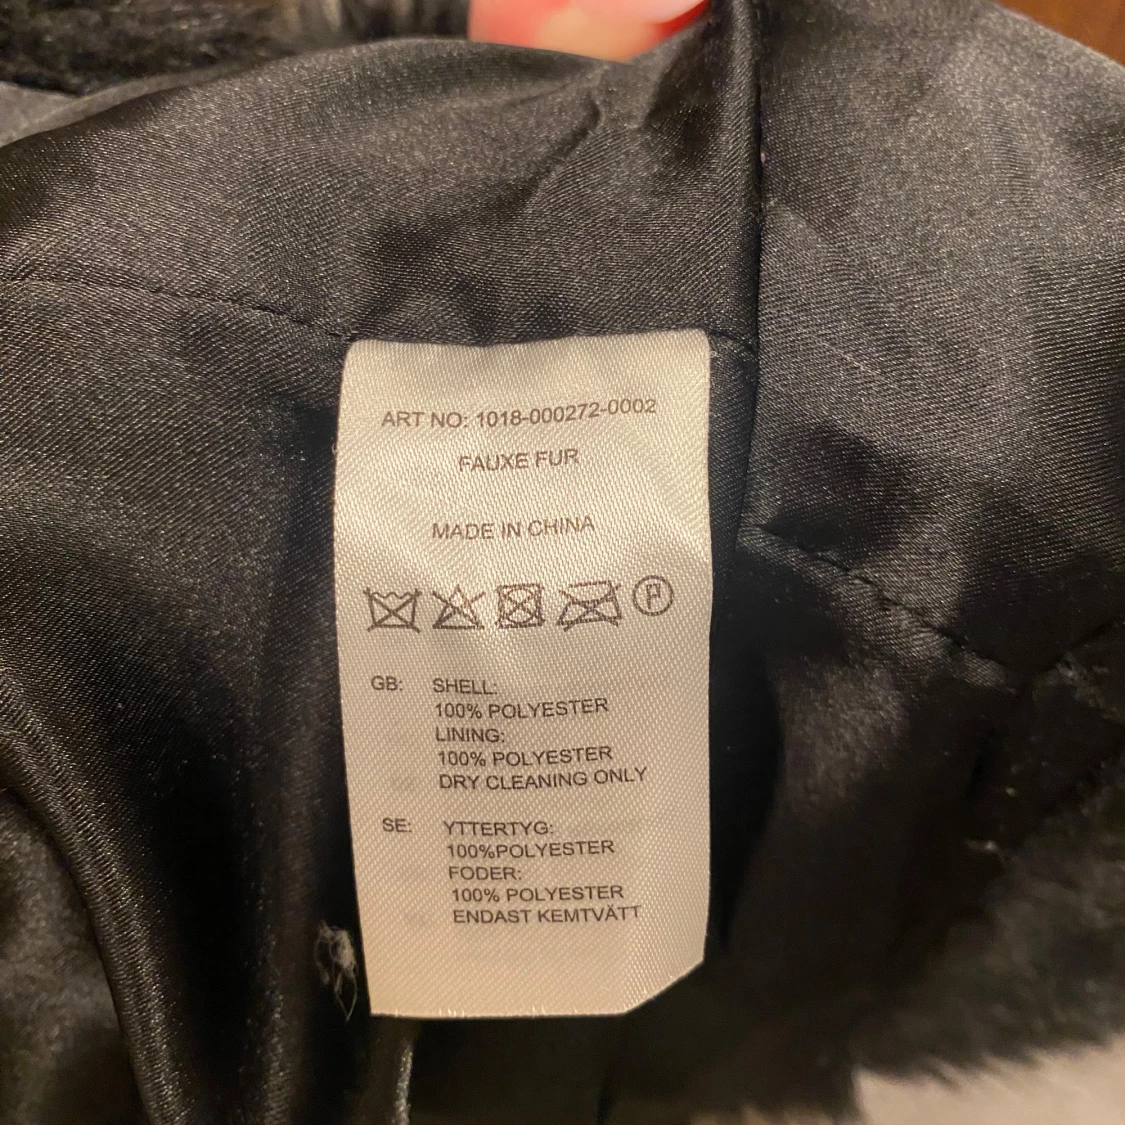 ART NO: 1018-000272-0002
FAUXE FUR
MADE IN CHINA
P
GB: SHELL:
100% POLYESTER
LINING:
100% POLYESTER
DRY CLEANING ONLY
SE: YTTERTYG:
100%POLYESTER
FODER:
100% POLYESTER
ENDAST KEMTVÄTT